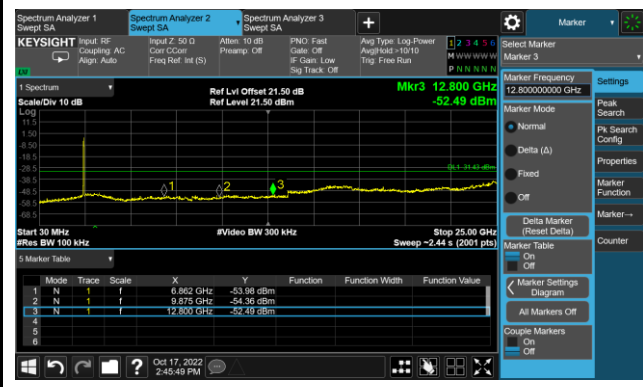 Spectrum Analyzer 1
Swept SA
Spectrum Analyzer 2
Swept SA
Spectrum Analyzer 3
Swept SA
+
Marker
KEYSIGHT
Input: RF
Coupling: AC
Align: Auto
Input Z: 50 Ω
Corr CCorr
Freq Ref: Int (S)
Atten: 10 dB
Preamp: Off
PNO: Fast
Gate: Off
IF Gain: Low
Sig Track: Off
Avg Type: Log-Power
Avg|Hold:>10/10
Trig: Free Run
1 2 3 4 5 6
M W W W W W
P N N N N N
LXI
Select Marker
Marker 3
1 Spectrum
Scale/Div 10 dB
Log
Ref Lvl Offset 21.50 dB
Ref Level 21.50 dBm
Mkr3 12.800 GHz
-52.49 dBm
11.5
1.50
-8.50
-18.5
-28.5
-38.5
-48.5
-58.5
-68.5
DL1 -31.43 dBm
1
2
3
Start 30 MHz
#Res BW 100 kHz
#Video BW 300 kHz
Stop 25.00 GHz
Sweep ~2.44 s (2001 pts)
5 Marker Table
Mode Trace Scale X Y Function Function Width Function Value
1 N 1 f 6.862 GHz -53.98 dBm
2 N 1 f 9.875 GHz -54.36 dBm
3 N 1 f 12.800 GHz -52.49 dBm
4
5
6
Marker Frequency
12.800000000 GHz
Marker Mode
Normal
Delta (Δ)
Fixed
Off
Delta Marker
(Reset Delta)
Marker Table
On
Off
Marker Settings
Diagram
All Markers Off
Couple Markers
On
Off
Settings
Peak
Search
Pk Search
Config
Properties
Marker
Function
Marker→
Counter
?
Oct 17, 2022
2:45:49 PM